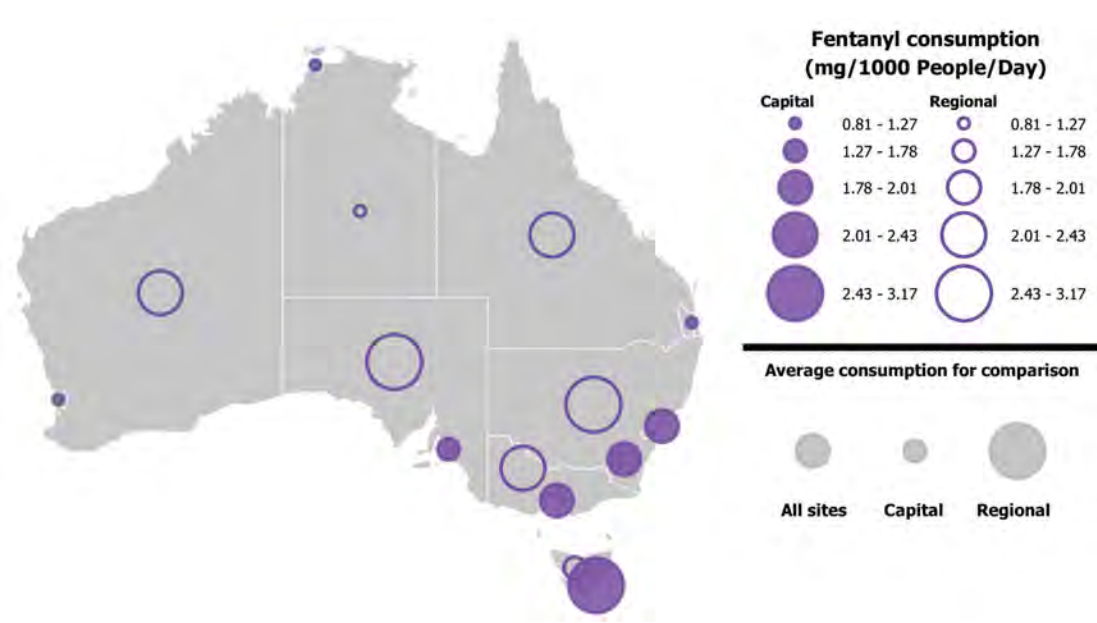 Fentanyl consumption
(mg/1000 People/Day)
Capital Regional
0.81 - 1.27 0.81 - 1.27
1.27 - 1.78 1.27 - 1.78
1.78 - 2.01 1.78 - 2.01
2.01 - 2.43 2.01 - 2.43
2.43 - 3.17 2.43 - 3.17
Average consumption for comparison
All sites Capital Regional